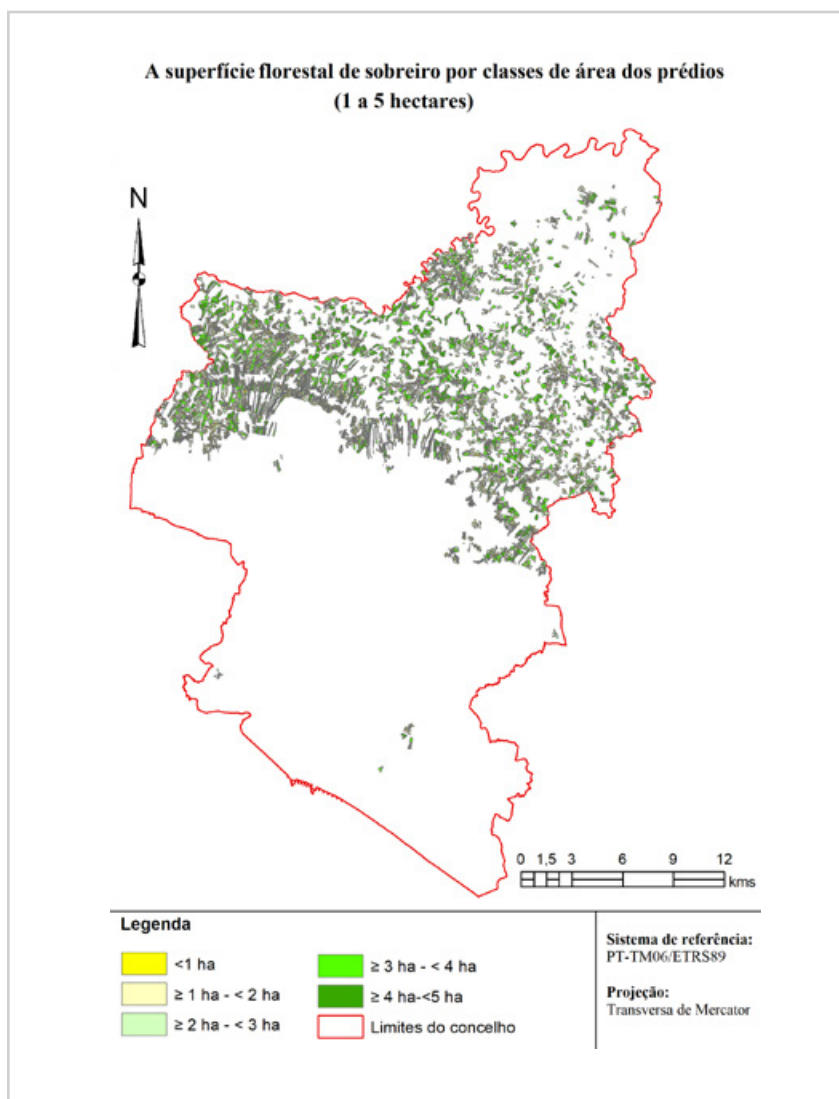 A superfície florestal de sobreiro por classes de área dos prédios
(1 a 5 hectares)
N
0 1,5 3 6 9 12
kms
Legenda
<1 ha
≥ 1 ha - < 2 ha
≥ 2 ha - < 3 ha
≥ 3 ha - < 4 ha
≥ 4 ha-<5 ha
Limites do concelho
Sistema de referência:
PT-TM06/ETRS89
Projeção:
Transversa de Mercator